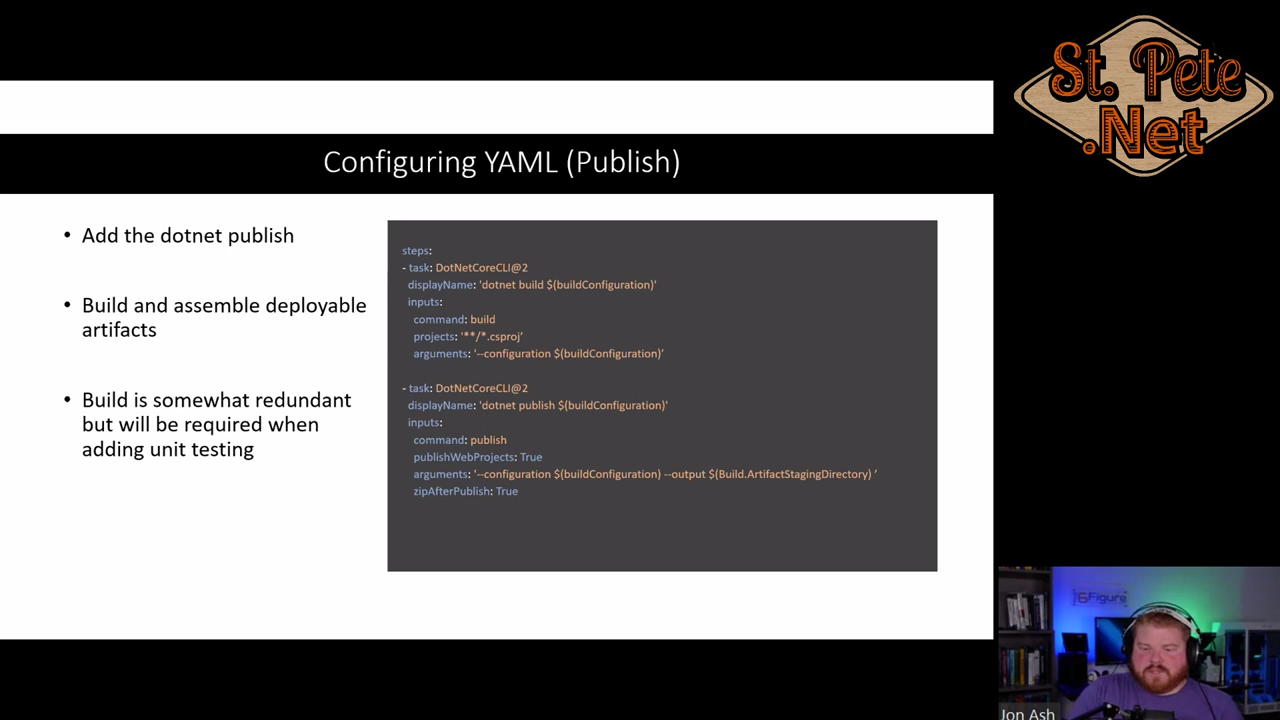 St. Pete
.Net
Configuring YAML (Publish)
• Add the dotnet publish
• Build and assemble deployable
artifacts
• Build is somewhat redundant
but will be required when
adding unit testing
steps:
- task: DotNetCoreCLI@2
displayName: 'dotnet build $(buildConfiguration)'
inputs:
command: build
projects: '**/*.csproj’
arguments: '--configuration $(buildConfiguration)’
- task: DotNetCoreCLI@2
displayName: 'dotnet publish $(buildConfiguration)'
inputs:
command: publish
publishWebProjects: True
arguments: '--configuration $(buildConfiguration) --output $(Build.ArtifactStagingDirectory) ’
zipAfterPublish: True
6Figure
Jon Ash